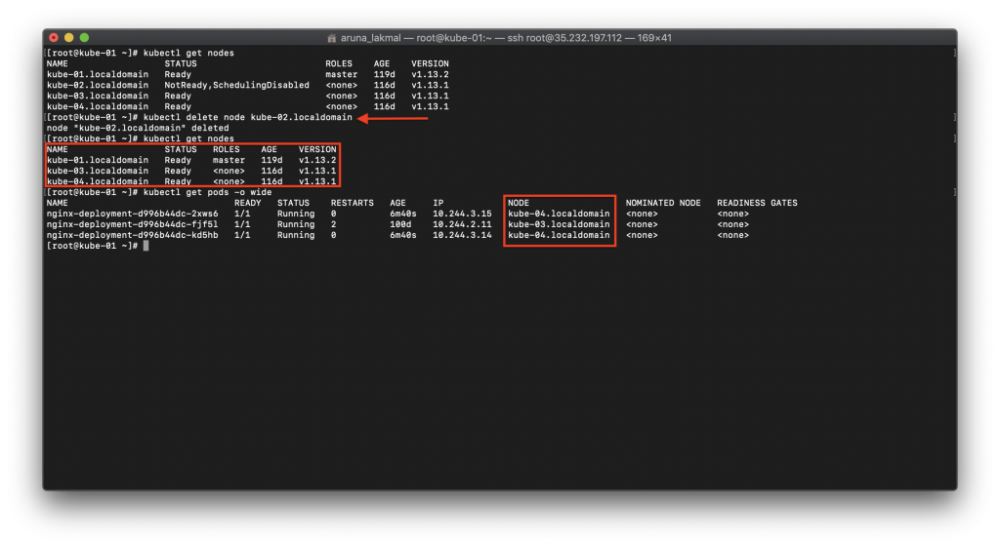 aruna_lakmal — root@kube-01:~ — ssh root@35.232.197.112 — 169×41
[[root@kube-01 ~]# kubectl get nodes ]
NAME STATUS ROLES AGE VERSION
kube-01.localdomain Ready master 119d v1.13.2
kube-02.localdomain NotReady,SchedulingDisabled <none> 116d v1.13.1
kube-03.localdomain Ready <none> 116d v1.13.1
kube-04.localdomain Ready <none> 116d v1.13.1
[[root@kube-01 ~]# kubectl delete node kube-02.localdomain ]
node "kube-02.localdomain" deleted
[[root@kube-01 ~]# kubectl get nodes ]
NAME STATUS ROLES AGE VERSION
kube-01.localdomain Ready master 119d v1.13.2
kube-03.localdomain Ready <none> 116d v1.13.1
kube-04.localdomain Ready <none> 116d v1.13.1
[[root@kube-01 ~]# kubectl get pods -o wide ]
NAME READY STATUS RESTARTS AGE IP NODE NOMINATED NODE READINESS GATES
nginx-deployment-d996b44dc-2xws6 1/1 Running 0 6m40s 10.244.3.15 kube-04.localdomain <none> <none>
nginx-deployment-d996b44dc-fjf5l 1/1 Running 2 100d 10.244.2.11 kube-03.localdomain <none> <none>
nginx-deployment-d996b44dc-kd5hb 1/1 Running 0 6m40s 10.244.3.14 kube-04.localdomain <none> <none>
[root@kube-01 ~]#